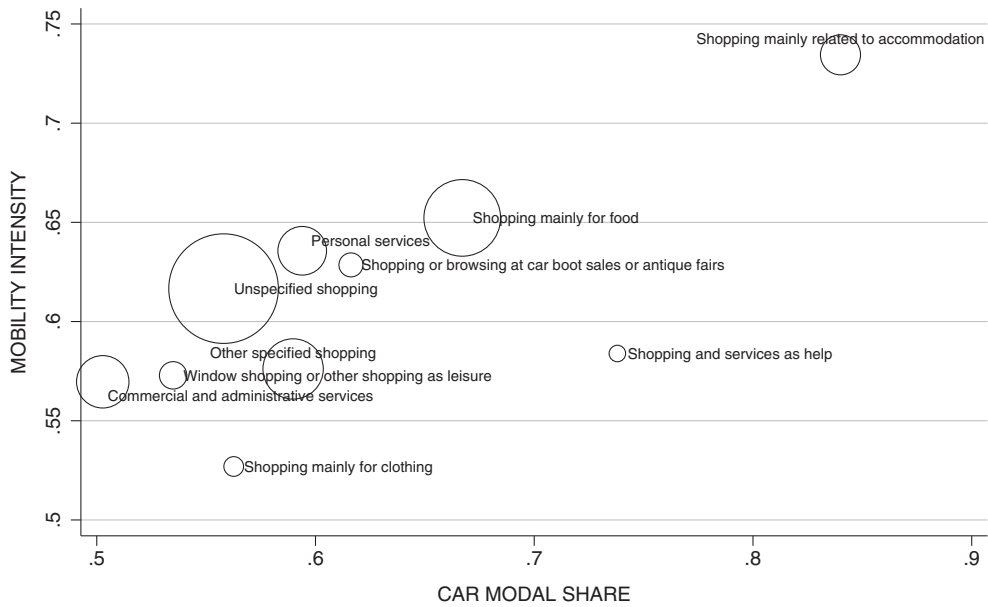 .75
Shopping mainly related to accommodation
.7
.65
Shopping mainly for food
Personal services
Shopping or browsing at car boot sales or antique fairs
MOBILITY INTENSITY
Unspecified shopping
.6
Other specified shopping
Shopping and services as help
Window shopping or other shopping as leisure
Commercial and administrative services
.55
Shopping mainly for clothing
.5
.5 .6 .7 .8 .9
CAR MODAL SHARE